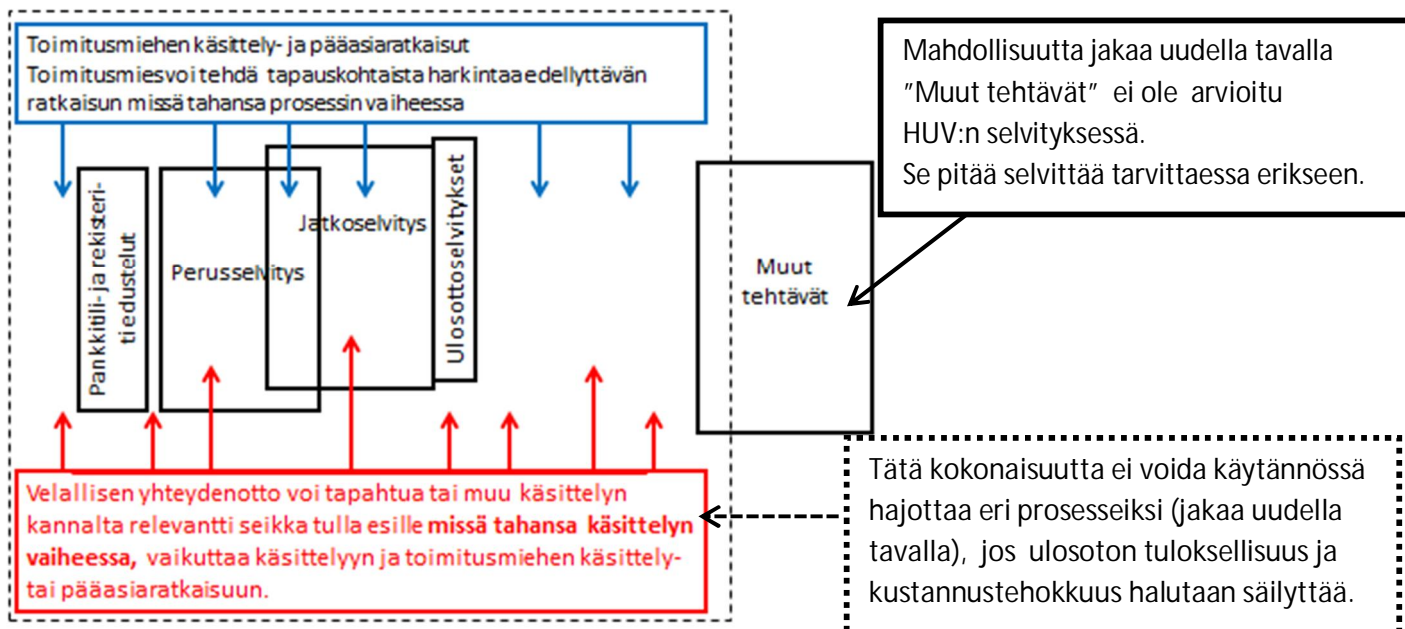 Toimitusmiehen käsittely- ja pääasiaratkaisut
Toimitusmies voi tehdä tapauskohtaista harkintaa edellyttävän
ratkaisun missä tahansa prosessin vaiheessa
Mahdollisuutta jakaa uudella tavalla
"Muut tehtävät" ei ole arvioitu
HUV:n selvityksessä.
Se pitää selvittää tarvittaessa erikseen.
Pankkitili- ja rekisteri-
tiedustelut
Perusselvitys
Jatkoselvitys
Ulosottoselvitykset
Muut
tehtävät
Velallisen yhteydenotto voi tapahtua tai muu käsittelyn
kannalta relevantti seikka tulla esille missä tahansa käsittelyn
vaiheessa, vaikuttaa käsittelyyn ja toimitusmiehen käsittely-
tai pääasiaratkaisuun.
Tätä kokonaisuutta ei voida käytännössä
hajottaa eri prosesseiksi (jakaa uudella
tavalla), jos ulosoton tuloksellisuus ja
kustannustehokkuus halutaan säilyttää.